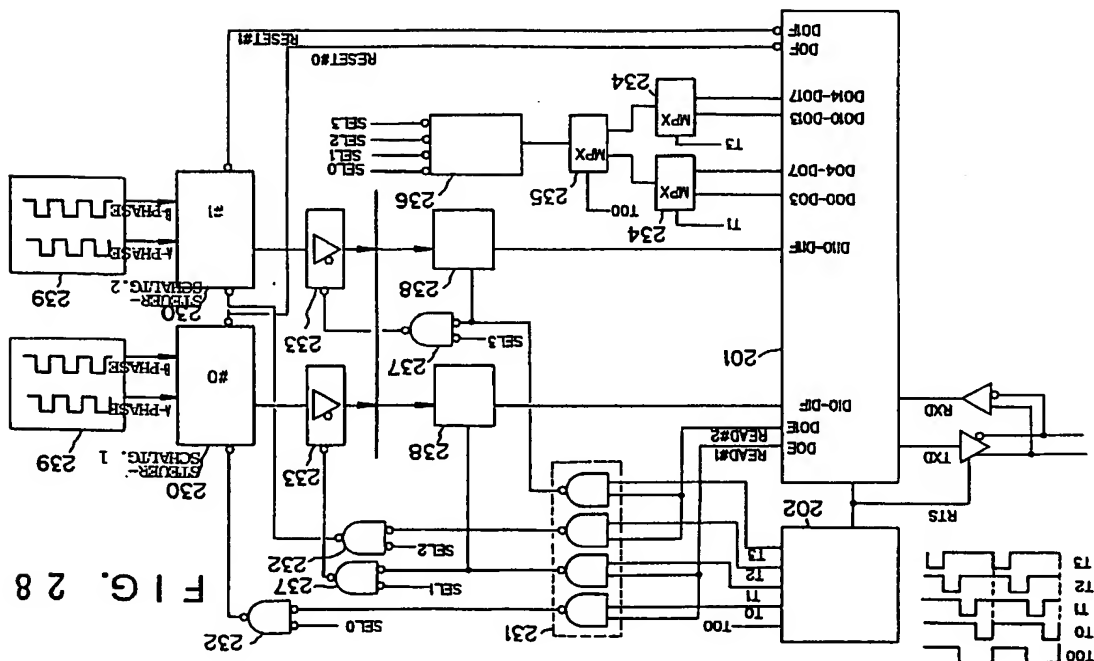 T00
T0
T1
T2
T3
FIG. 28
T00
T0
T1
T2
T3
202
RTS
231
SEL0
232
SEL1
237
SEL2
232
TXD
RXD
READ#1
READ#2
DOE
DO1E
DI0-DIF
201
238
233
230
STEUER-
SCHALTG. 1
#0
A-PHASE
B-PHASE
239
SEL3
237
DI10-DI1F
238
233
230
STEUER-
SCHALTG. 2
#1
A-PHASE
B-PHASE
239
T1
T00
DO0-DO3
DO4-DO7
MPX
234
MPX
235
236
SEL0
SEL1
SEL2
SEL3
T3
DO10-DO13
DO14-DO17
MPX
234
DOF
DO1F
RESET#0
RESET#1